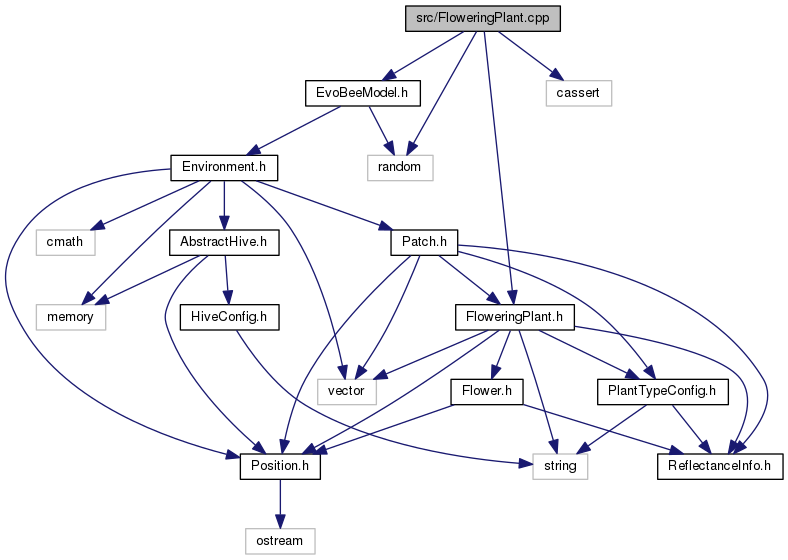 src/FloweringPlant.cpp
EvoBeeModel.h
cassert
Environment.h
random
cmath
AbstractHive.h
Patch.h
memory
HiveConfig.h
FloweringPlant.h
vector
Flower.h
PlantTypeConfig.h
Position.h
string
ReflectanceInfo.h
ostream